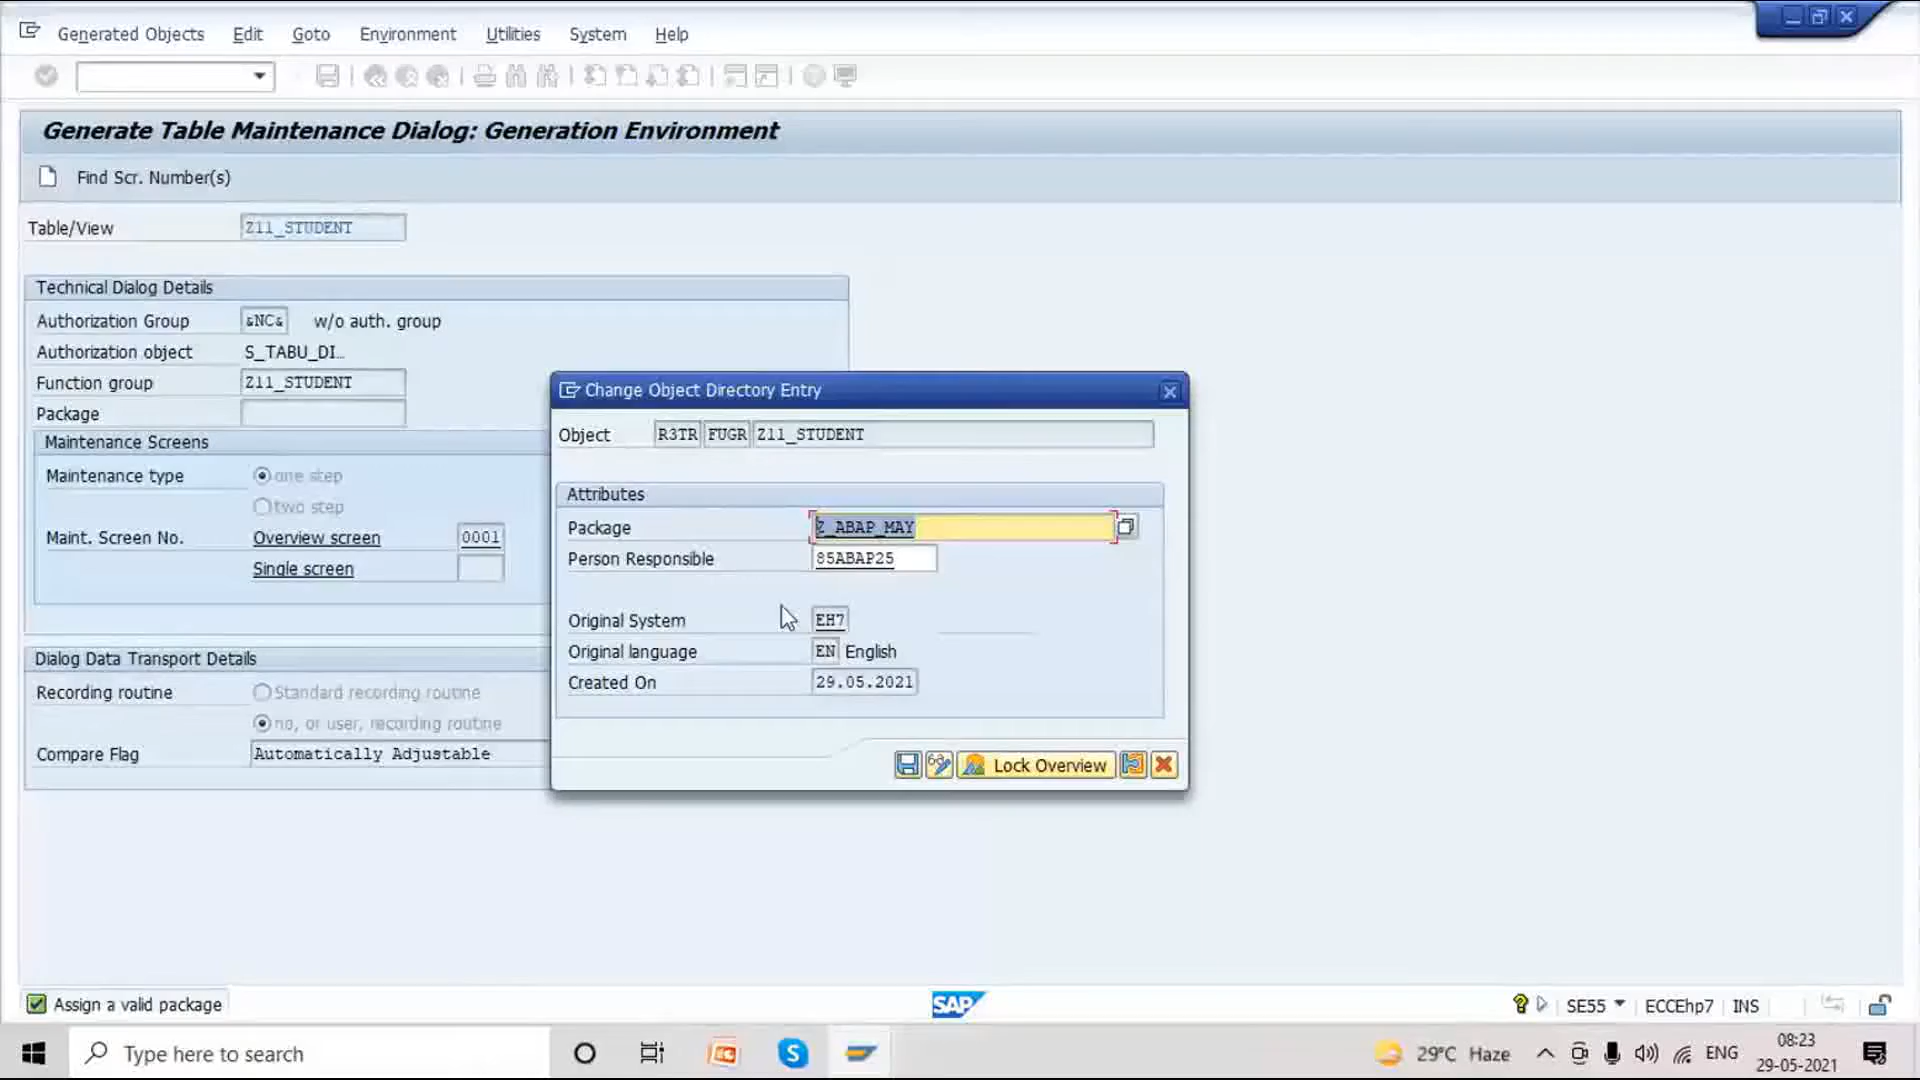 Generated Objects Edit Goto Environment Utilities System Help
Generate Table Maintenance Dialog: Generation Environment
Find Scr. Number(s)
Table/View Z11_STUDENT
Technical Dialog Details
Authorization Group &NC& w/o auth. group
Authorization object S_TABU_DI...
Function group Z11_STUDENT
Package
Maintenance Screens
Maintenance type one step
two step
Maint. Screen No. Overview screen 0001
Single screen
Dialog Data Transport Details
Recording routine Standard recording routine
no, or user, recording routine
Compare Flag Automatically Adjustable
Change Object Directory Entry
Object R3TR FUGR Z11_STUDENT
Attributes
Package Z_ABAP_MAY
Person Responsible 85ABAP25
Original System EH7
Original language EN English
Created On 29.05.2021
Lock Overview
Assign a valid package SAP SE55 ECCEhp7 INS
Type here to search 29°C Haze ENG 08:23
29-05-2021